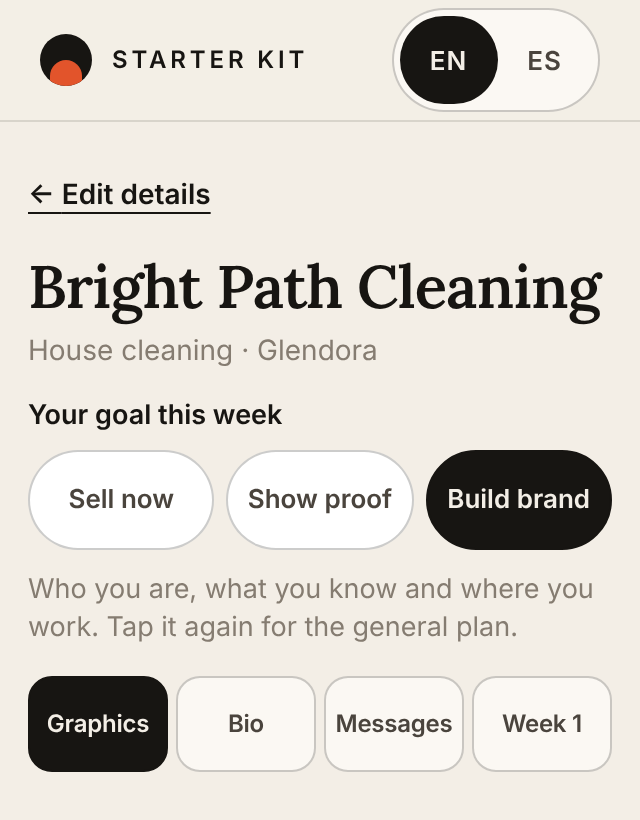 STARTER KIT
EN
ES
← Edit details
Bright Path Cleaning
House cleaning · Glendora
Your goal this week
Sell now
Show proof
Build brand
Who you are, what you know and where you
work. Tap it again for the general plan.
Graphics
Bio
Messages
Week 1